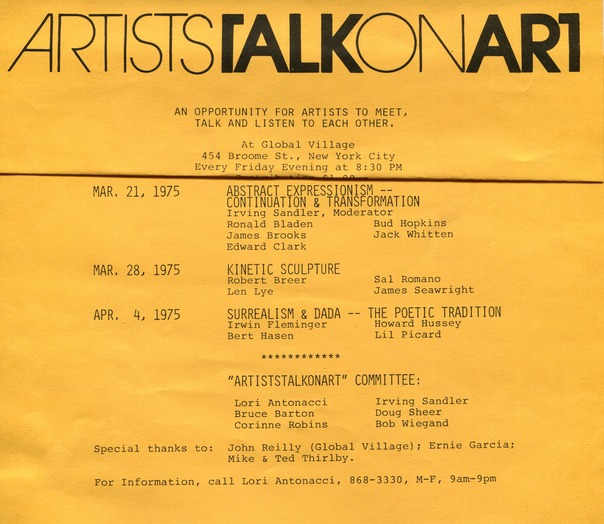 ARTISTSTALKONART
AN OPPORTUNITY FOR ARTISTS TO MEET,
TALK AND LISTEN TO EACH OTHER.
At Global Village
454 Broome St., New York City
Every Friday Evening at 8:30 PM
MAR. 21, 1975 ABSTRACT EXPRESSIONISM --
CONTINUATION & TRANSFORMATION
Irving Sandler, Moderator
Ronald Bladen Bud Hopkins
James Brooks Jack Whitten
Edward Clark
MAR. 28, 1975 KINETIC SCULPTURE
Robert Breer Sal Romano
Len Lye James Seawright
APR. 4, 1975 SURREALISM & DADA -- THE POETIC TRADITION
Irwin Fleminger Howard Hussey
Bert Hasen Lil Picard
************
"ARTISTSTALKONART" COMMITTEE:
Lori Antonacci Irving Sandler
Bruce Barton Doug Sheer
Corinne Robins Bob Wiegand
Special thanks to: John Reilly (Global Village); Ernie Garcia;
Mike & Ted Thirlby.
For Information, call Lori Antonacci, 868-3330, M-F, 9am-9pm